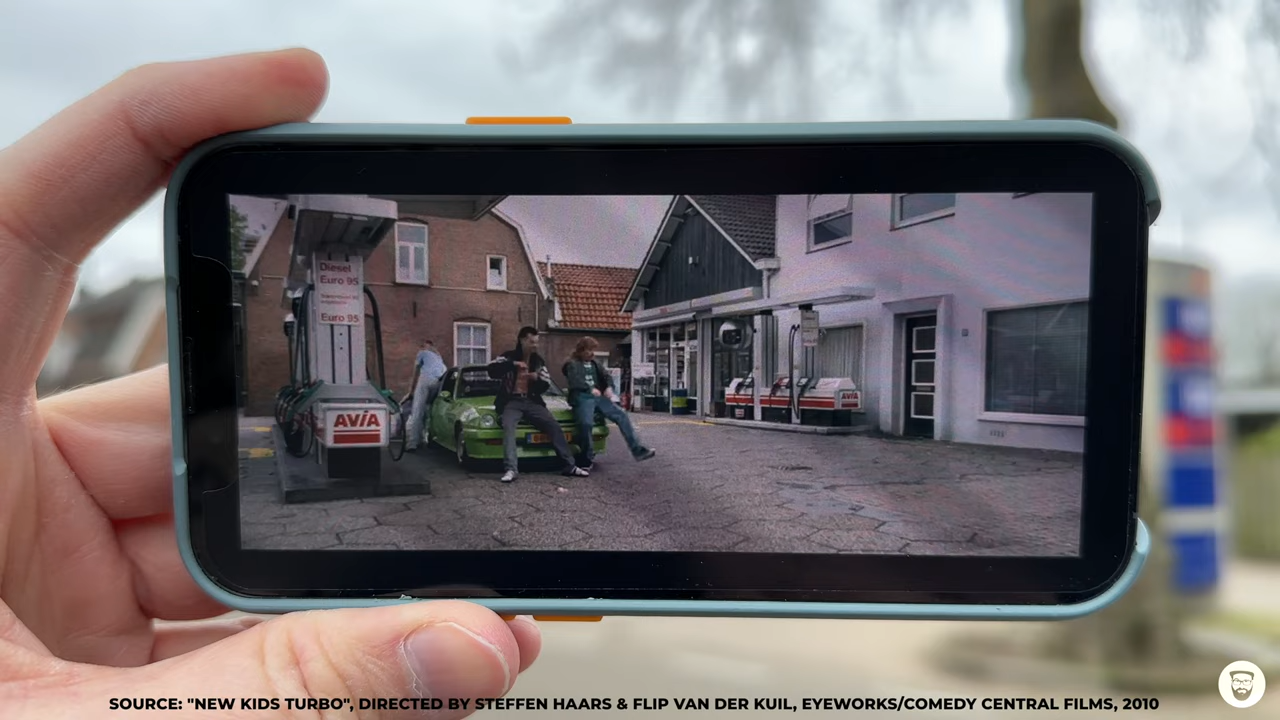 Diesel
Euro 95
Euro 95
AVIA
AVIA
SOURCE: "NEW KIDS TURBO", DIRECTED BY STEFFEN HAARS & FLIP VAN DER KUIL, EYEWORKS/COMEDY CENTRAL FILMS, 2010